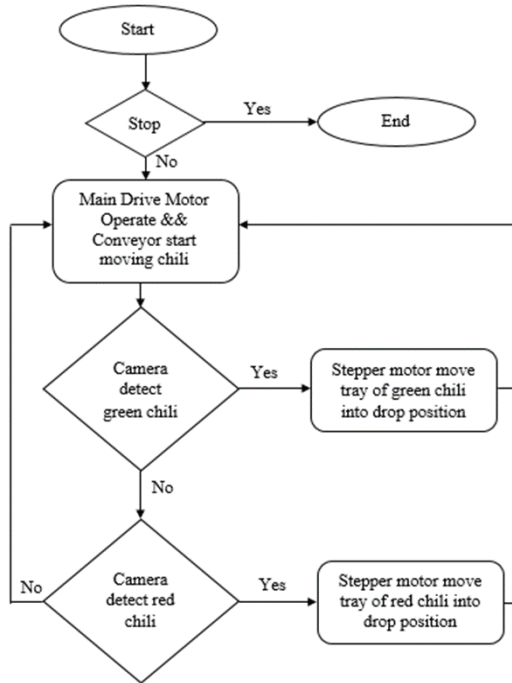 Start
Stop
Yes
End
No
Main Drive Motor
Operate &&
Conveyor start
moving chili
Camera
detect
green chili
Yes
Stepper motor move
tray of green chili
into drop position
No
Camera
detect red
chili
No
Yes
Stepper motor move
tray of red chili into
drop position